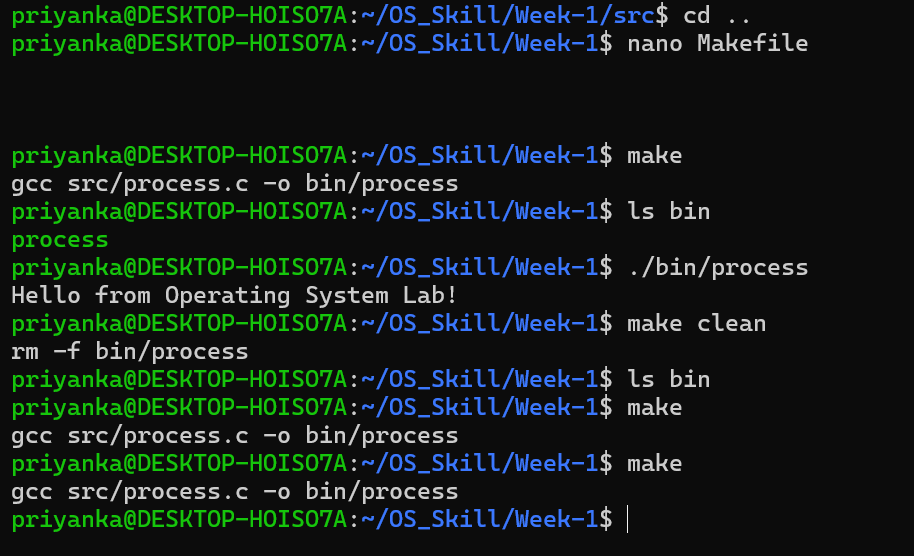 priyanka@DESKTOP-HOISO7A:~/OS_Skill/Week-1/src$ cd ..
priyanka@DESKTOP-HOISO7A:~/OS_Skill/Week-1$ nano Makefile
priyanka@DESKTOP-HOISO7A:~/OS_Skill/Week-1$ make
gcc src/process.c -o bin/process
priyanka@DESKTOP-HOISO7A:~/OS_Skill/Week-1$ ls bin
process
priyanka@DESKTOP-HOISO7A:~/OS_Skill/Week-1$ ./bin/process
Hello from Operating System Lab!
priyanka@DESKTOP-HOISO7A:~/OS_Skill/Week-1$ make clean
rm -f bin/process
priyanka@DESKTOP-HOISO7A:~/OS_Skill/Week-1$ ls bin
priyanka@DESKTOP-HOISO7A:~/OS_Skill/Week-1$ make
gcc src/process.c -o bin/process
priyanka@DESKTOP-HOISO7A:~/OS_Skill/Week-1$ make
gcc src/process.c -o bin/process
priyanka@DESKTOP-HOISO7A:~/OS_Skill/Week-1$